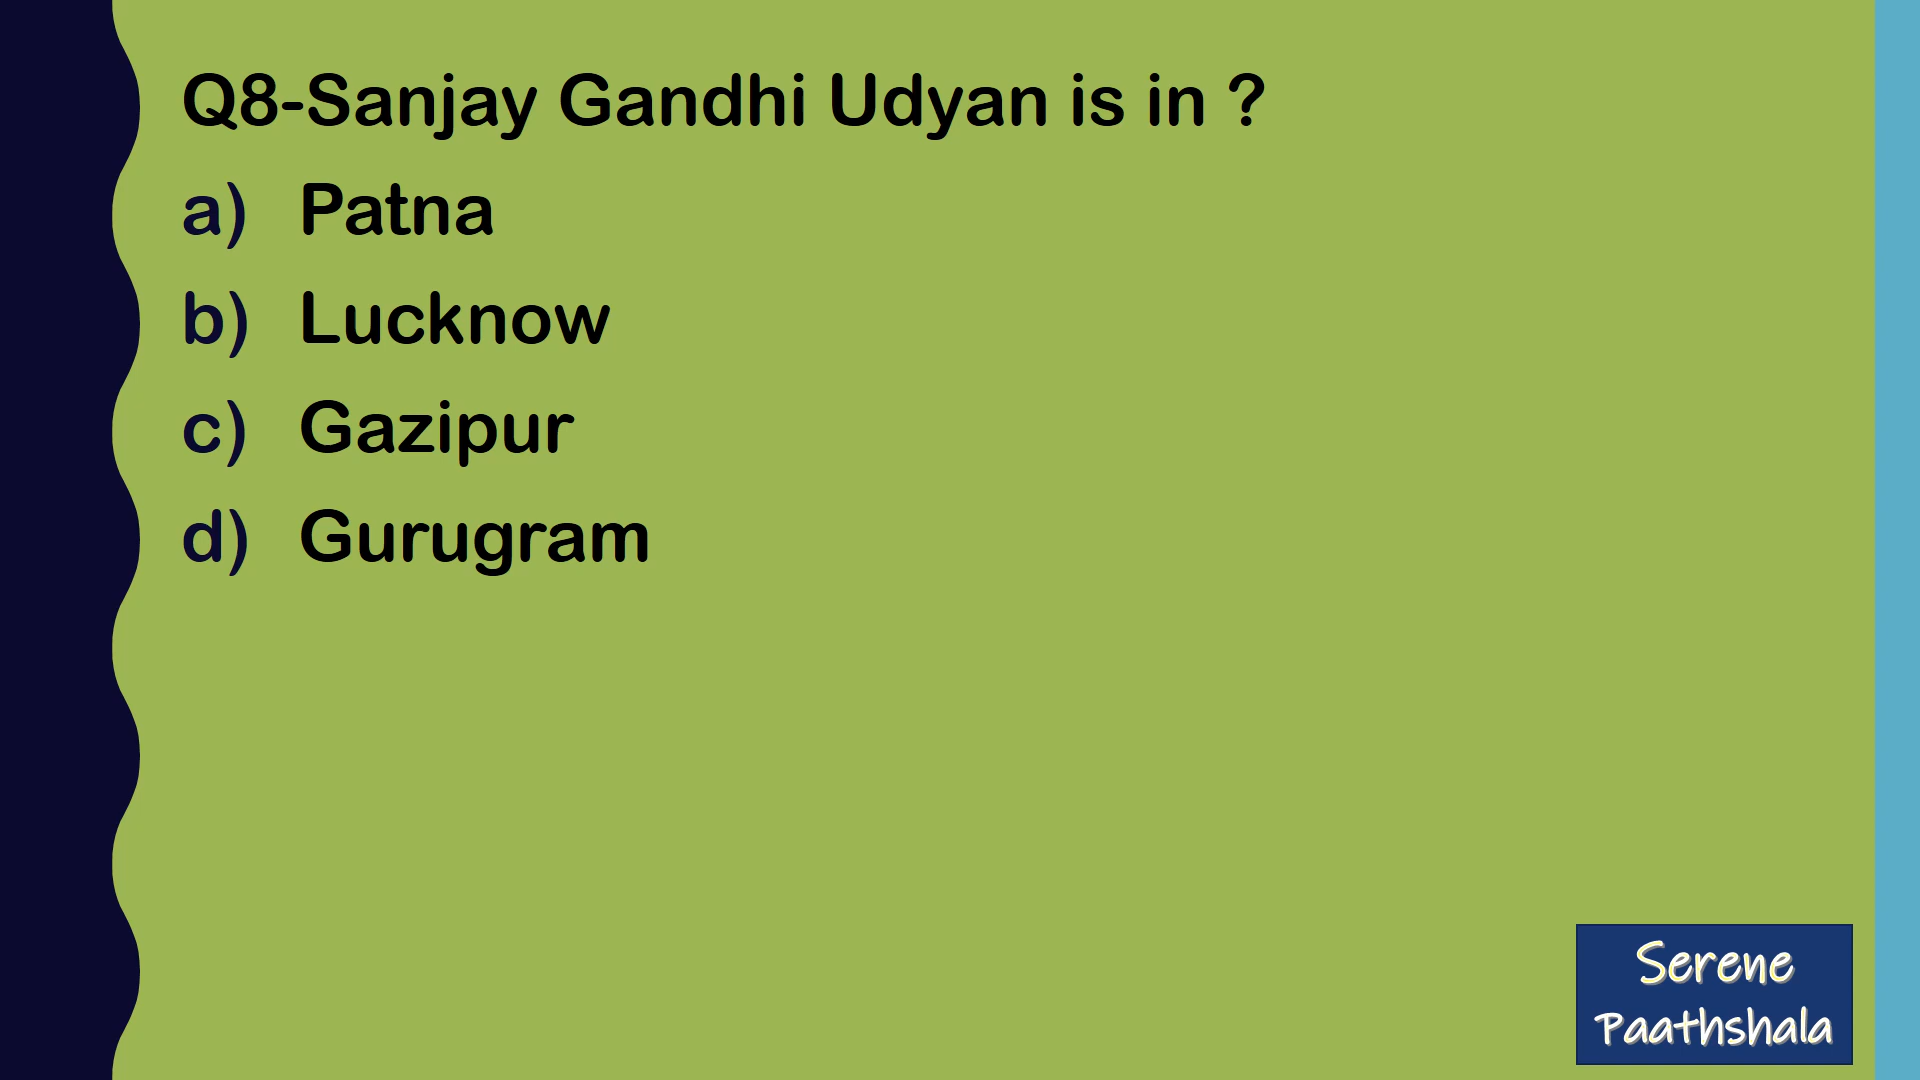 Q8-Sanjay Gandhi Udyan is in ?
a) Patna
b) Lucknow
c) Gazipur
d) Gurugram
Serene
Paathshala